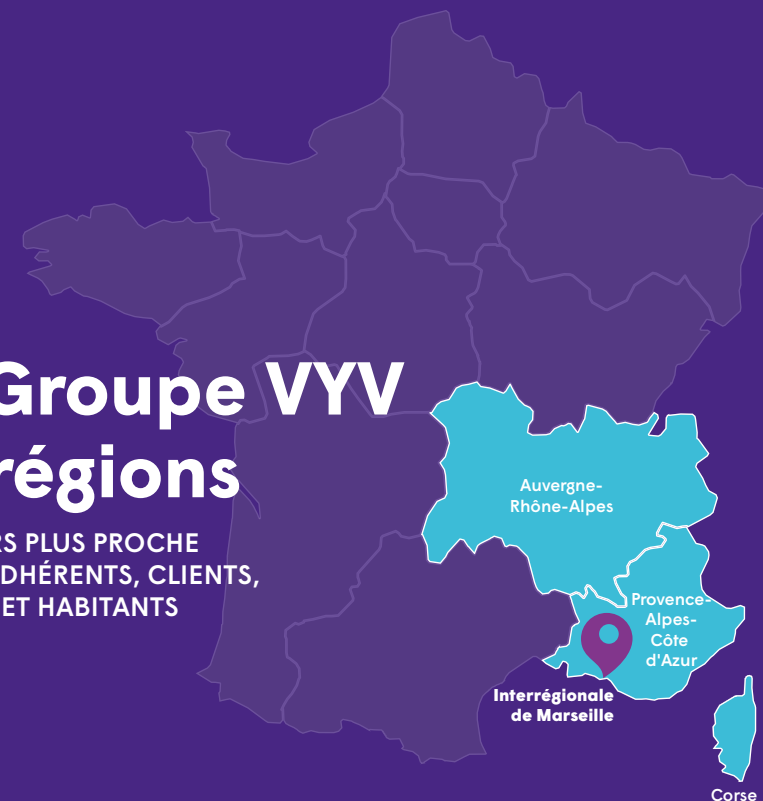 Groupe VYV
régions
RS PLUS PROCHE
DHÉRENTS, CLIENTS,
ET HABITANTS
Auvergne-
Rhône-Alpes
Provence-
Alpes-
Côte
d'Azur
Interrégionale
de Marseille
Corse